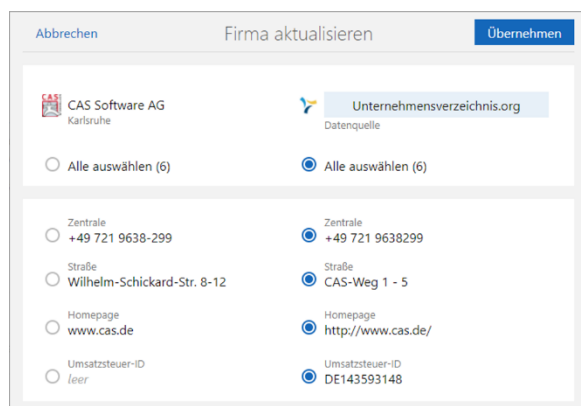 Abbrechen
Firma aktualisieren
Übernehmen
CAS
CAS Software AG
Karlsruhe
Unternehmensverzeichnis.org
Datenquelle
Alle auswählen (6)
Alle auswählen (6)
Zentrale
+49 721 9638-299
Zentrale
+49 721 9638299
Straße
Wilhelm-Schickard-Str. 8-12
Straße
CAS-Weg 1 - 5
Homepage
www.cas.de
Homepage
http://www.cas.de/
Umsatzsteuer-ID
leer
Umsatzsteuer-ID
DE143593148